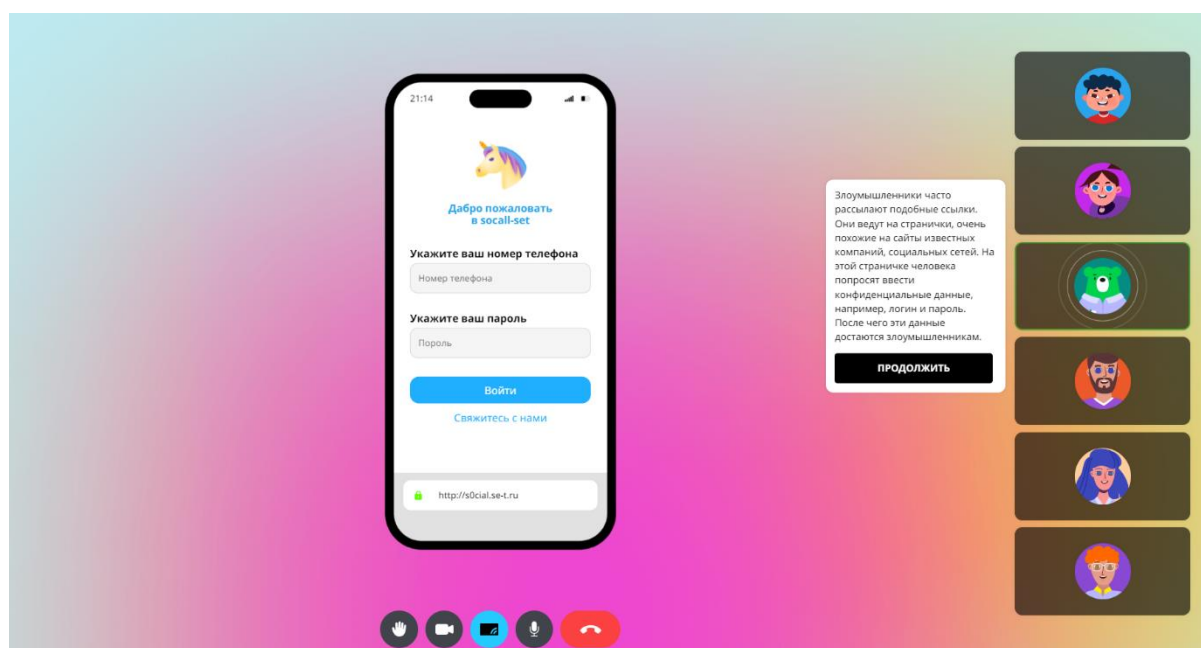 21:14
Дабро пожаловать
в socall-set
Укажите ваш номер телефона
Номер телефона
Укажите ваш пароль
Пороль
Войти
Свяжитесь с нами
http://s0cial.se-t.ru
Злоумышленники часто
рассылают подобные ссылки.
Они ведут на странички, очень
похожие на сайты известных
компаний, социальных сетей. На
этой страничке человека
попросят ввести
конфиденциальные данные,
например, логин и пароль.
После чего эти данные
достаются злоумышленникам.
ПРОДОЛЖИТЬ